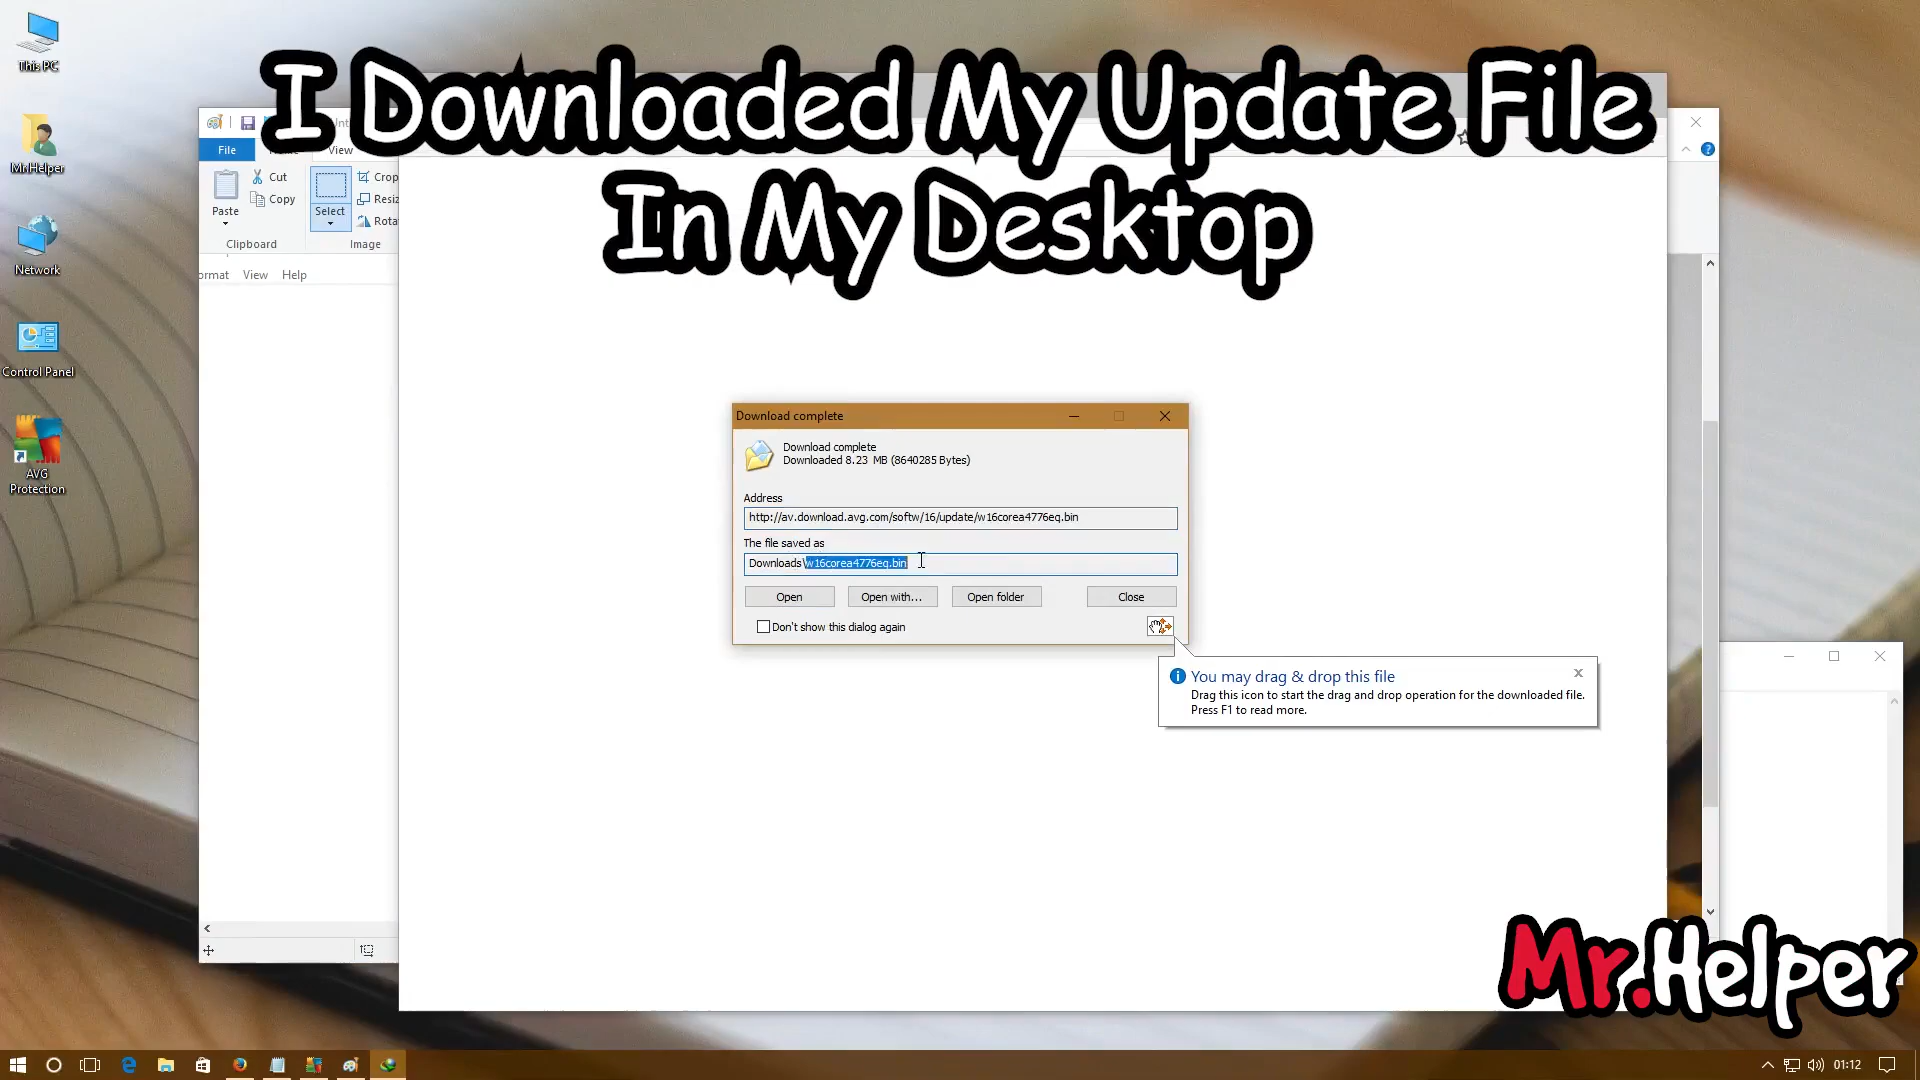 I Downloaded My Update File
In My Desktop
This PC
Mr.Helper
Network
Control Panel
AVG
Protection
File
View
Cut
Copy
Paste
Clipboard
Select
Crop
Image
View
Help
Download complete
Download complete
Downloaded 8.23 MB (8640285 Bytes)
Address
http://av.download.avg.com/softw/16/update/w16corea4776eq.bin
The file saved as
Downloads\w16corea4776eq.bin
Open
Open with...
Open folder
Close
Don't show this dialog again
You may drag & drop this file
Drag this icon to start the drag and drop operation for the downloaded file.
Press F1 to read more.
Mr.Helper
01:12